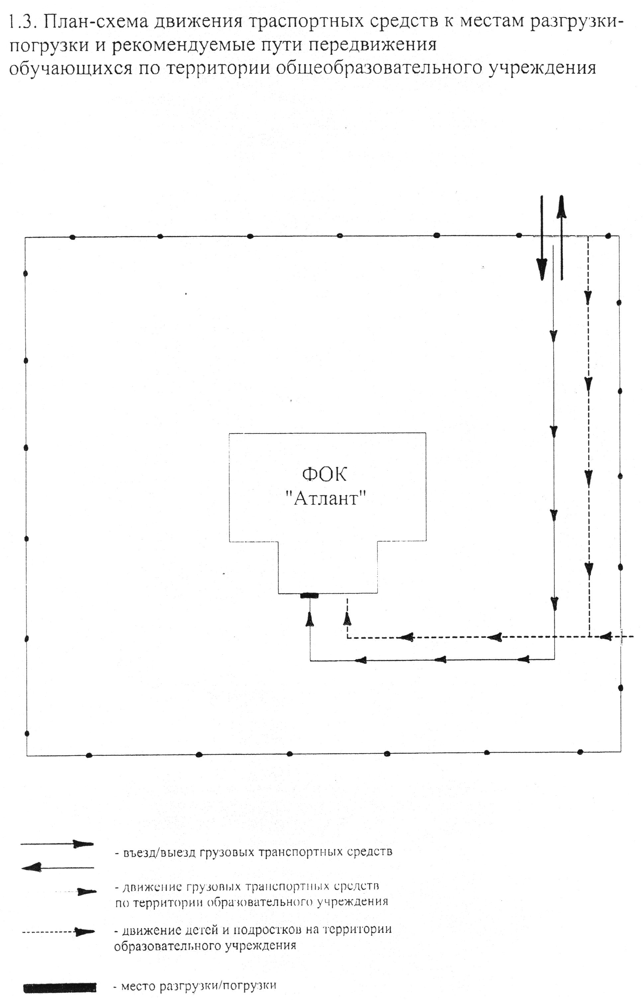 1.3. План-схема движения траспортных средств к местам разгрузки-
погрузки и рекомендуемые пути передвижения
обучающихся по территории общеобразовательного учреждения
ФОК
"Атлант"
- въезд/выезд грузовых транспортных средств
- движение грузовых транспортных средств
по территории образовательного учреждения
- движение детей и подростков на территории
образовательного учреждения
- место разгрузки/погрузки